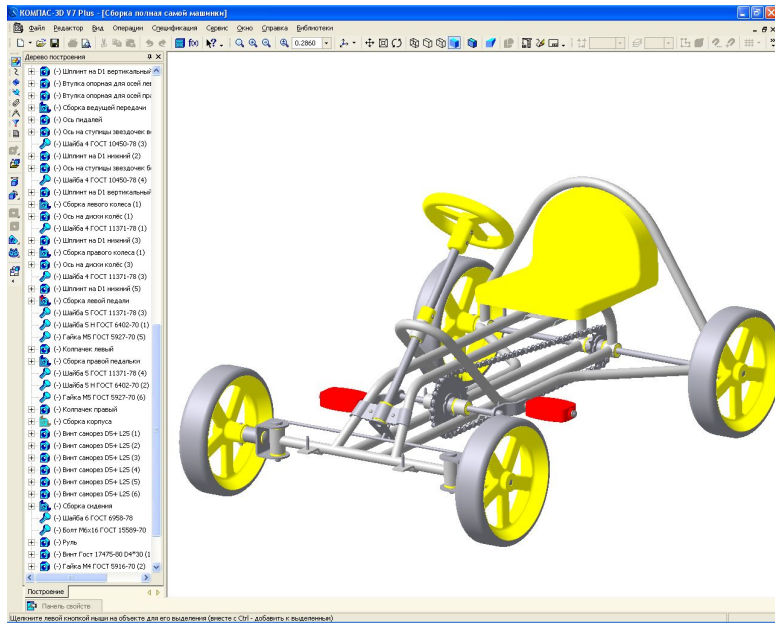 КОМПАС-3D V7 Plus - [Сборка полная самой машинки]
Файл Редактор Вид Операции Спецификация Сервис Окно Справка Библиотеки
0.2860
Дерево построения
(-) Шплинт на D1 вертикальный
(-) Втулка опорная для осей лев
(-) Втулка опорная для осей пра
(-) Сборка ведущей передачи
(-) Ось пидалей
(-) Ось на ступицы звездочек в
(-) Шайба 4 ГОСТ 10450-78 (3)
(-) Шплинт на D1 нижний (2)
(-) Ось на ступицы звездочек б
(-) Шайба 4 ГОСТ 10450-78 (4)
(-) Шплинт на D1 вертикальный
(-) Сборка левого колеса (1)
(-) Ось на диски колёс (1)
(-) Шайба 4 ГОСТ 11371-78 (1)
(-) Шплинт на D1 нижний (3)
(-) Сборка правого колеса (1)
(-) Ось на диски колёс (3)
(-) Шайба 4 ГОСТ 11371-78 (3)
(-) Шплинт на D1 нижний (5)
(-) Сборка левой педали
(-) Шайба 5 ГОСТ 11371-78 (3)
(-) Шайба 5 Н ГОСТ 6402-70 (1)
(-) Гайка М5 ГОСТ 5927-70 (5)
(-) Колпачек левый
(-) Сборка правой педальки
(-) Шайба 5 ГОСТ 11371-78 (4)
(-) Шайба 5 Н ГОСТ 6402-70 (2)
(-) Гайка М5 ГОСТ 5927-70 (6)
(-) Колпачек правый
(-) Сборка корпуса
(-) Винт саморез D5+ L25 (1)
(-) Винт саморез D5+ L25 (2)
(-) Винт саморез D5+ L25 (3)
(-) Винт саморез D5+ L25 (4)
(-) Винт саморез D5+ L25 (5)
(-) Винт саморез D5+ L25 (6)
(-) Сборка сидения
(-) Шайба 6 ГОСТ 6958-78
(-) Болт М6х16 ГОСТ 15589-70
(-) Руль
(-) Винт Гост 17475-80 D4*30 (1
(-) Гайка М4 ГОСТ 5916-70 (2)
Построение
Панель свойств
Щелкните левой кнопкой мыши на объекте для его выделения (вместе с Ctrl - добавить к выделенным)